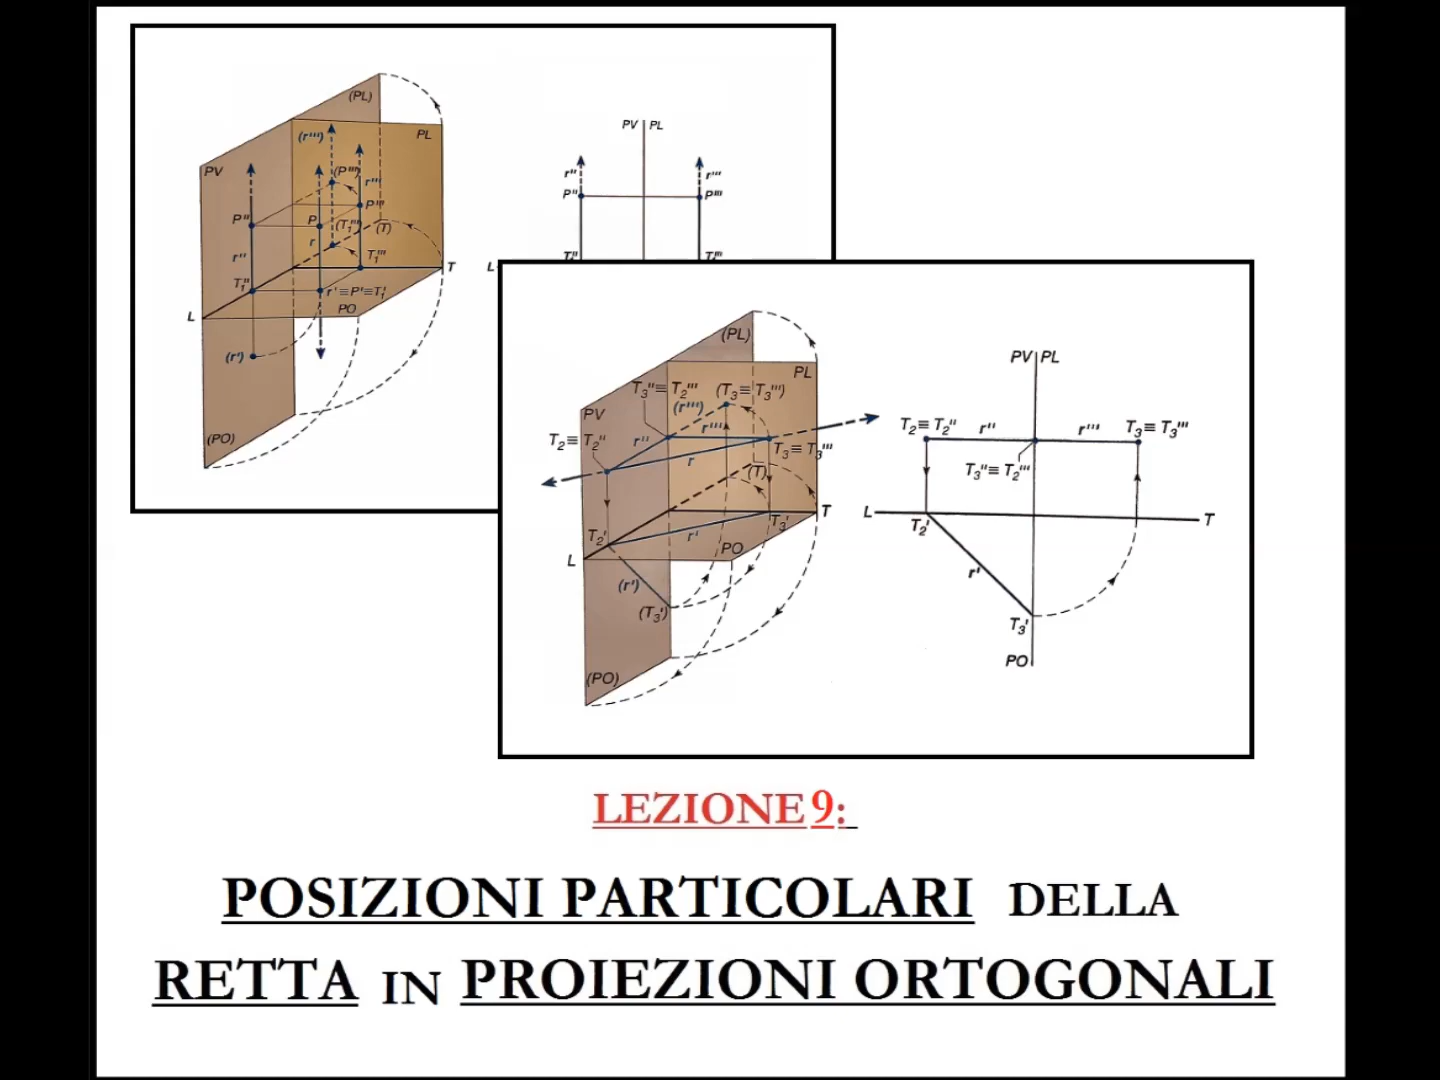 (PL)
(r''')
PL
PV
(P''')
r'''
P''
P
P'''
(T₁''')
(T)
r''
r
T₁'''
T
T₁''
r'≡P'≡T₁'
PO
L
(r')
(PO)
PV PL
r'' r'''
P'' P'''
T₁'' T₁'''
L
(PL)
PL
T₃''≡ T₂''' (T₃≡ T₃''')
(r''')
PV
T₂≡ T₂'' r'' r'''
T₃≡ T₃'''
r
(T)
T
T₂' T₃'
r'
PO
L
(r')
(T₃')
(PO)
PV PL
T₂≡ T₂'' r'' r''' T₃≡ T₃'''
T₃''≡ T₂'''
L T
T₂'
r'
T₃'
PO
LEZIONE 9:
POSIZIONI PARTICOLARI DELLA
RETTA IN PROIEZIONI ORTOGONALI